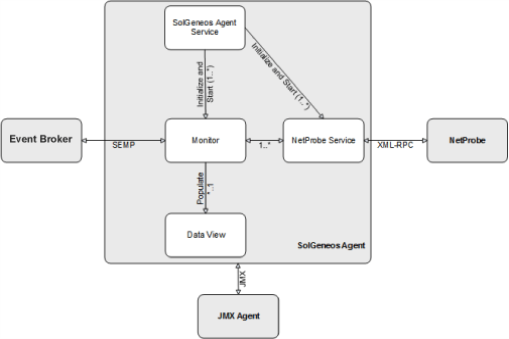 SolGeneos Agent
Service
Initialize and
Start (1..*)
Initialize and Start (1..*)
Event Broker
SEMP
Monitor
1..*
NetProbe Service
XML-RPC
NetProbe
Populate
*..1
Data View
SolGeneos Agent
JMX
JMX Agent